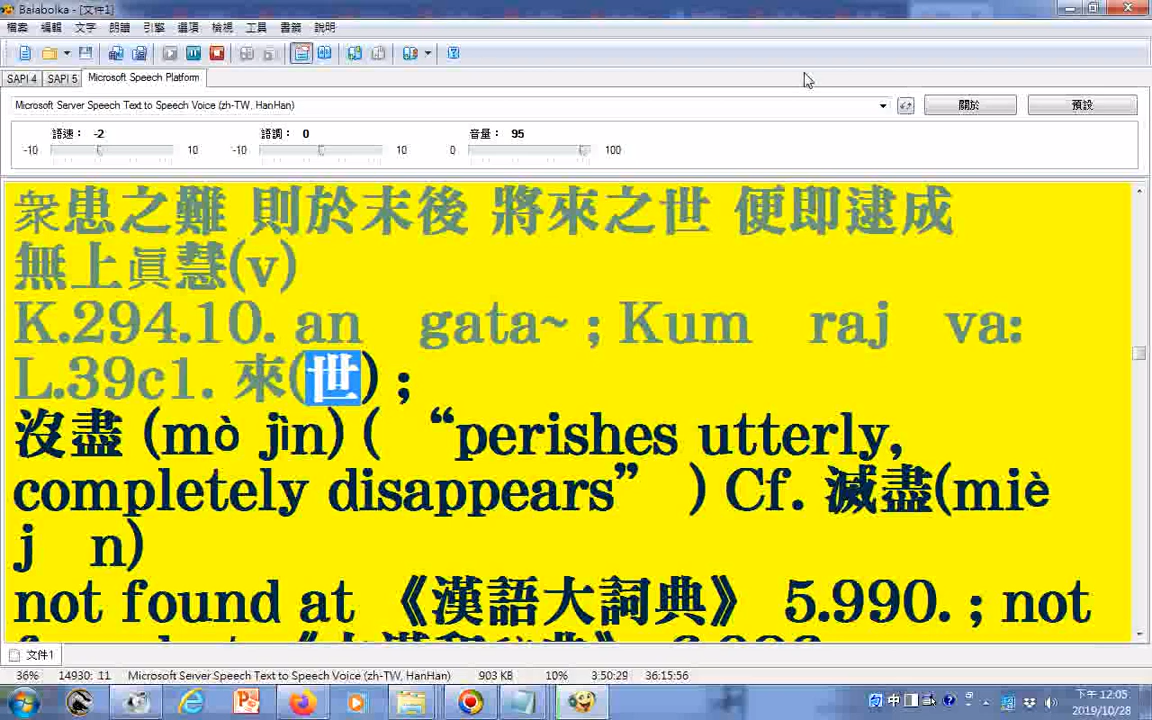 Balabolka - [文件1]
檔案 編輯 文字 朗讀 引擎 選項 檢視 工具 書籤 說明
SAPI 4 SAPI 5 Microsoft Speech Platform
Microsoft Server Speech Text to Speech Voice (zh-TW, HanHan)
關於 預設
語速： -2 語調： 0 音量： 95
-10 10 -10 10 0 100
衆患之難 則於末後 將來之世 便即逮成
無上眞慧(v)
K.294.10. an gata~ ; Kum raj va:
L.39c1. 來(世) ;
沒盡 (mò jìn) ( “perishes utterly,
completely disappears” ) Cf. 滅盡(miè
j n)
not found at 《漢語大詞典》 5.990. ; not
文件1
36% 14930: 11 Microsoft Server Speech Text to Speech Voice (zh-TW, HanHan) 903 KB 10% 3:50:29 36:15:56
中
下午 12:05
2019/10/28